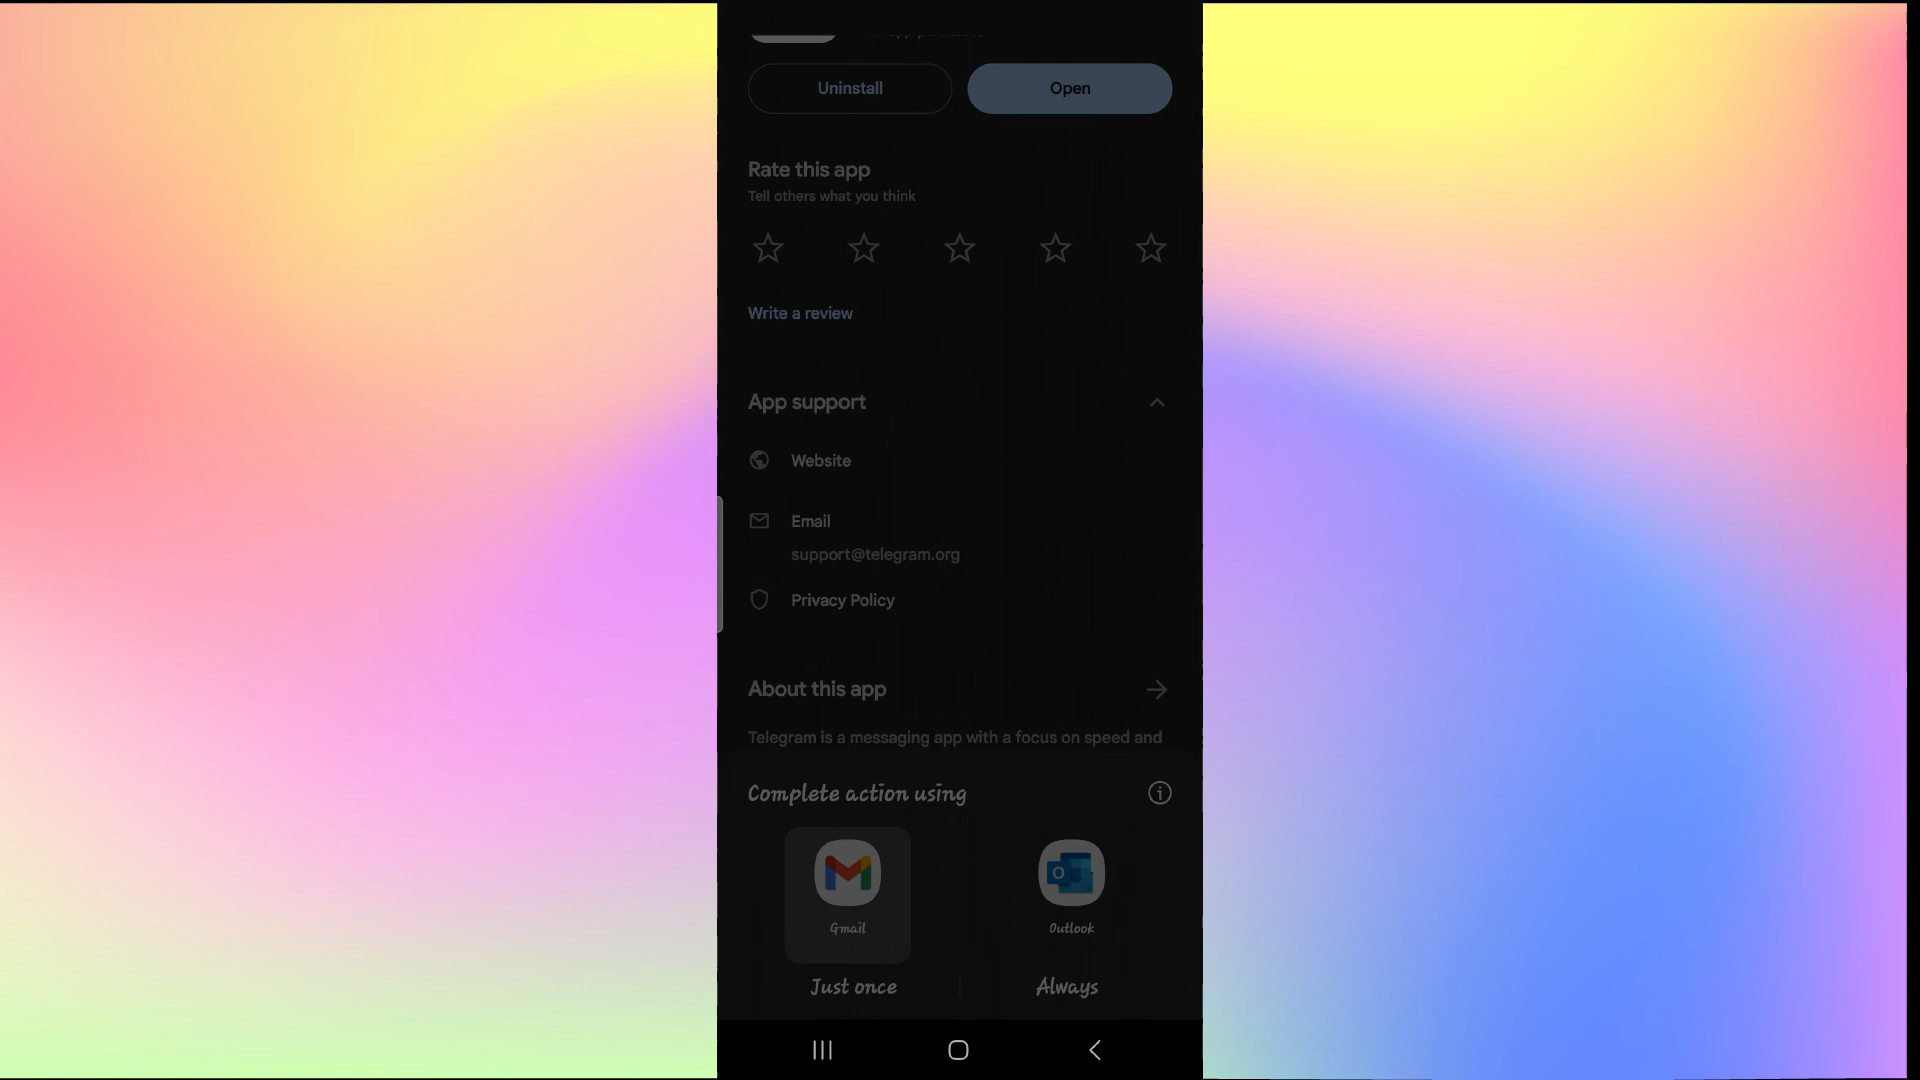 Uninstall
Open
Rate this app
Tell others what you think
Write a review
App support
Website
Email
support@telegram.org
Privacy Policy
About this app
Telegram is a messaging app with a focus on speed and
Complete action using
Gmail
Outlook
Just once
Always